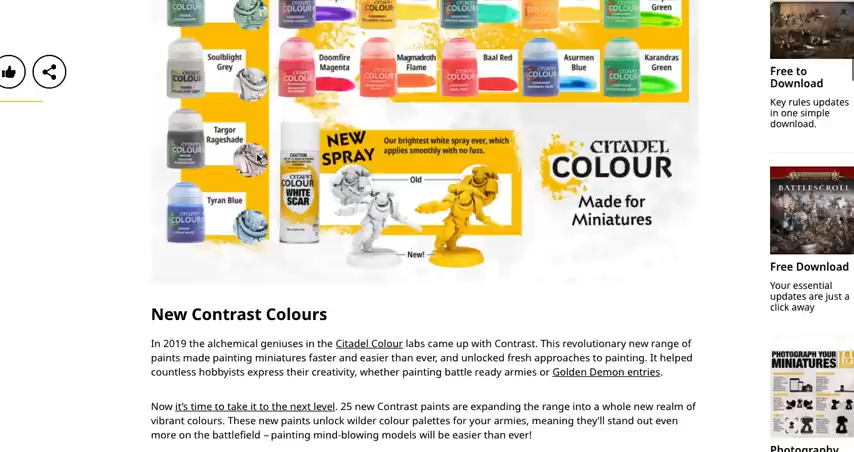 Green
Soulblight
Grey
Doomfire
Magenta
Magmadroth
Flame
Baal Red
Asurmen
Blue
Karandras
Green
Targor
Rageshade
Tyran Blue
CITADEL
COLOUR
WHITE
SCAR
NEW
SPRAY
Our brightest white spray ever, which
applies smoothly with no fuss.
Old
New!
CITADEL
COLOUR
Made for
Miniatures
New Contrast Colours
In 2019 the alchemical geniuses in the Citadel Colour labs came up with Contrast. This revolutionary new range of
paints made painting miniatures faster and easier than ever, and unlocked fresh approaches to painting. It helped
countless hobbyists express their creativity, whether painting battle ready armies or Golden Demon entries.
Now it's time to take it to the next level. 25 new Contrast paints are expanding the range into a whole new realm of
vibrant colours. These new paints unlock wilder colour palettes for your armies, meaning they'll stand out even
more on the battlefield – painting mind-blowing models will be easier than ever!
Free to
Download
Key rules updates
in one simple
download.
BATTLESCROLL
Free Download
Your essential
updates are just a
click away
PHOTOGRAPH YOUR
MINIATURES
Photography